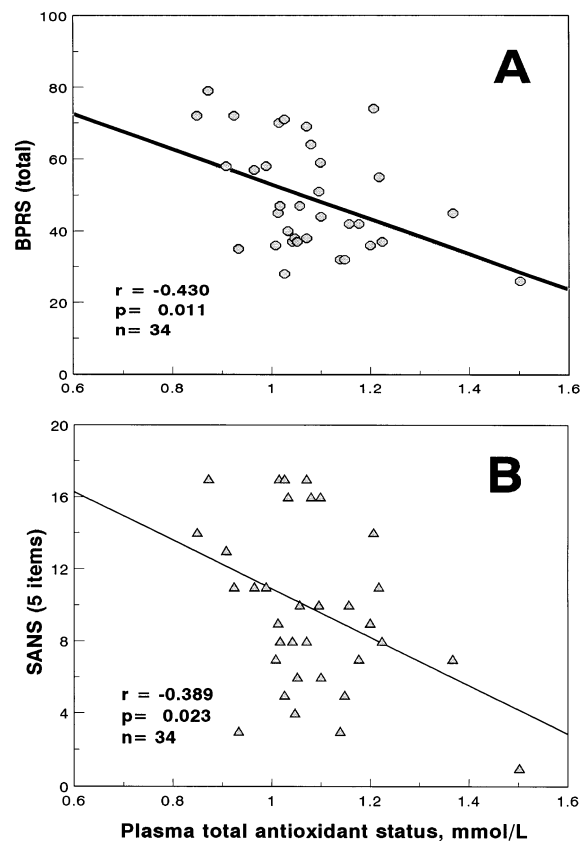 100
A
80
60
BPRS (total)
40
20
r = -0.430
p= 0.011
n= 34
0
0.6 0.8 1 1.2 1.4 1.6
20
B
16
12
SANS (5 items)
8
4
r = -0.389
p= 0.023
n= 34
0
0.6 0.8 1 1.2 1.4 1.6
Plasma total antioxidant status, mmol/L